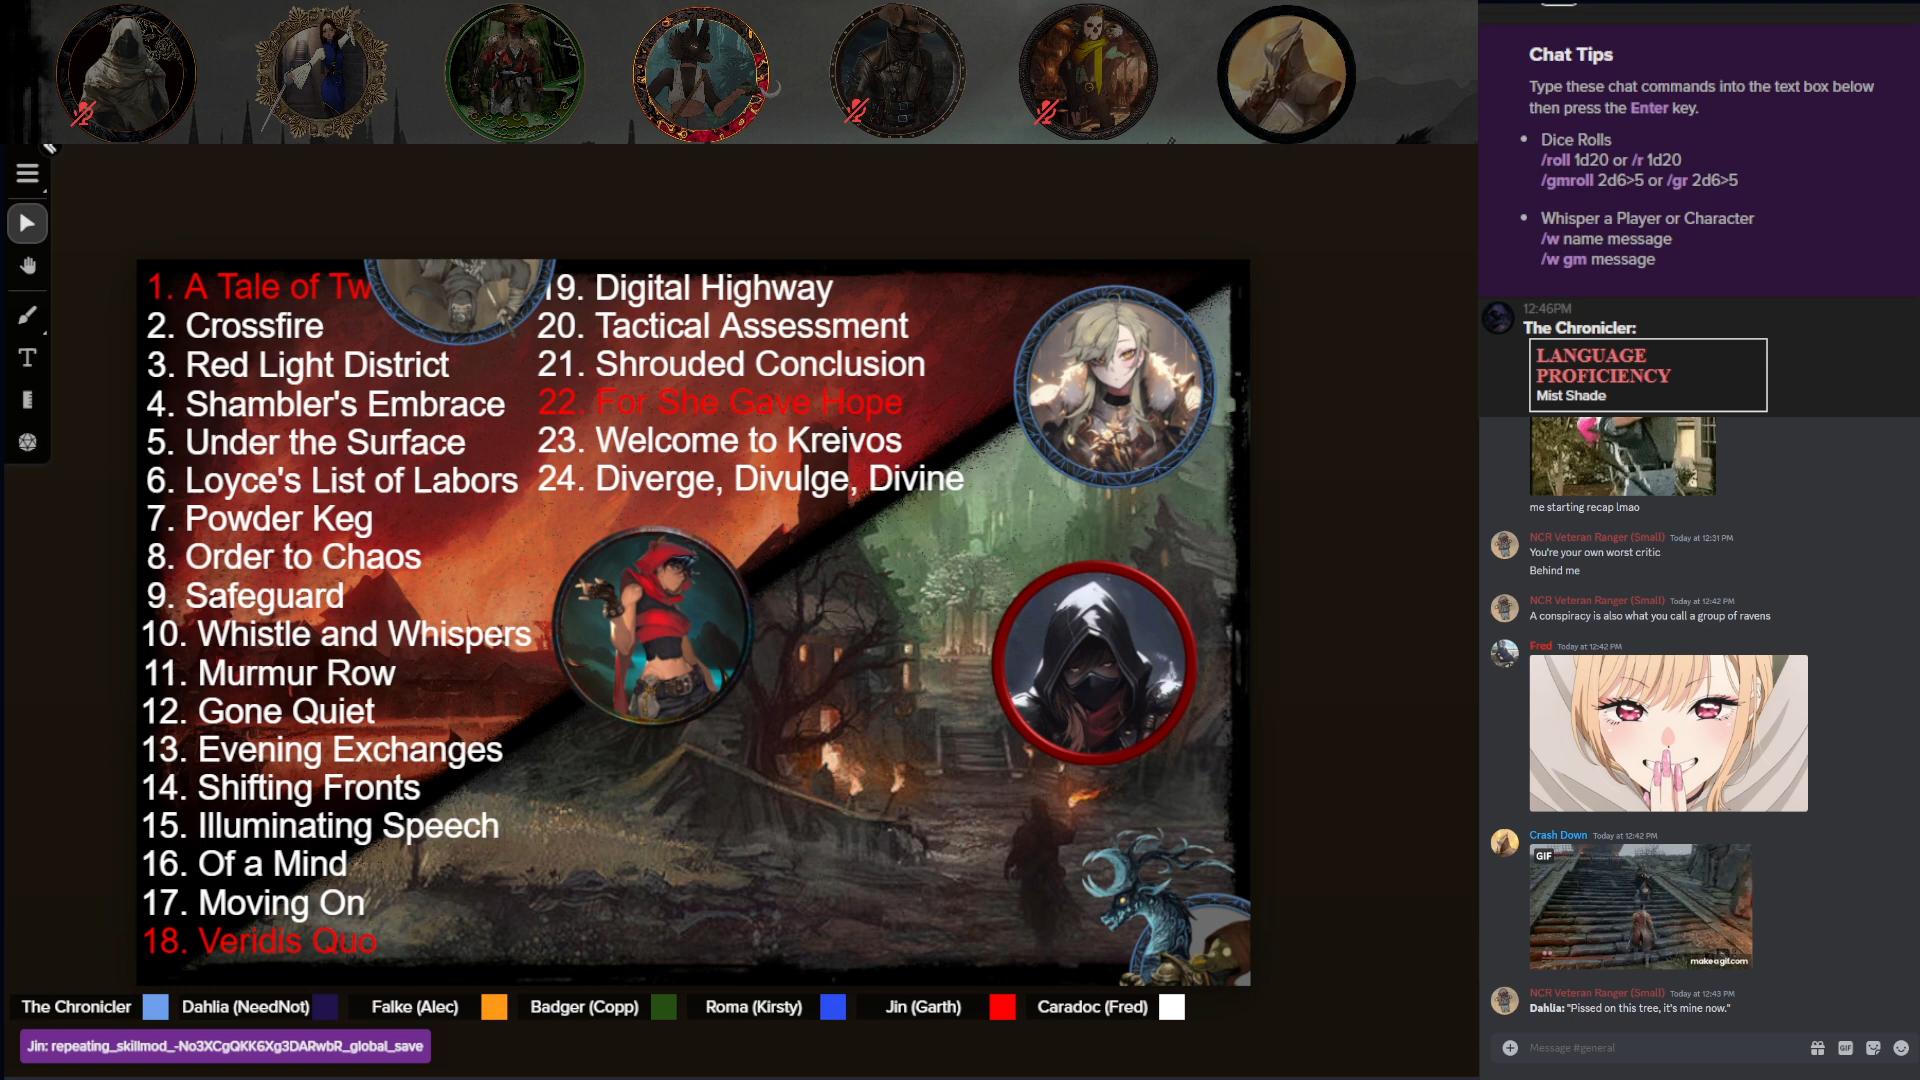 1. A Tale of Tw
2. Crossfire
3. Red Light District
4. Shambler's Embrace
5. Under the Surface
6. Loyce's List of Labors
7. Powder Keg
8. Order to Chaos
9. Safeguard
10. Whistle and Whispers
11. Murmur Row
12. Gone Quiet
13. Evening Exchanges
14. Shifting Fronts
15. Illuminating Speech
16. Of a Mind
17. Moving On
18. Veridis Quo
19. Digital Highway
20. Tactical Assessment
21. Shrouded Conclusion
22. For She Gave Hope
23. Welcome to Kreivos
24. Diverge, Divulge, Divine
The Chronicler
Dahlia (NeedNot)
Falke (Alec)
Badger (Copp)
Roma (Kirsty)
Jin (Garth)
Caradoc (Fred)
Jin: repeating_skillmod_-No3XCgQKK6Xg3DARwbR_global_save
Chat Tips
Type these chat commands into the text box below
then press the Enter key.
• Dice Rolls
/roll 1d20 or /r 1d20
/gmroll 2d6>5 or /gr 2d6>5
• Whisper a Player or Character
/w name message
/w gm message
12:46PM
The Chronicler:
LANGUAGE
PROFICIENCY
Mist Shade
me starting recap lmao
NCR Veteran Ranger (Small) Today at 12:31 PM
You're your own worst critic
Behind me
NCR Veteran Ranger (Small) Today at 12:42 PM
A conspiracy is also what you call a group of ravens
Fred Today at 12:42 PM
Crash Down Today at 12:42 PM
GIF
makeagif.com
NCR Veteran Ranger (Small) Today at 12:43 PM
Dahlia: "Pissed on this tree, it's mine now."
Message #general
GIF